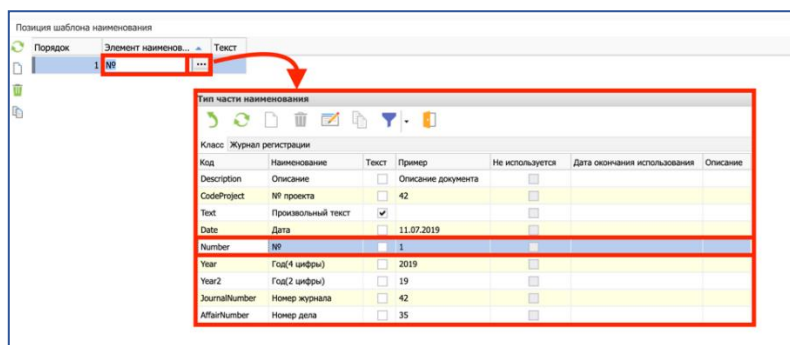 Позиция шаблона наименования
Порядок Элемент наименов... Текст
1 № ...
Тип части наименования
Класс Журнал регистрации
Код Наименование Текст Пример Не используется Дата окончания использования Описание
Description Описание Описание документа
CodeProject № проекта 42
Text Произвольный текст
Date Дата 11.07.2019
Number № 1
Year Год(4 цифры) 2019
Year2 Год(2 цифры) 19
JournalNumber Номер журнала 42
AffairNumber Номер дела 35